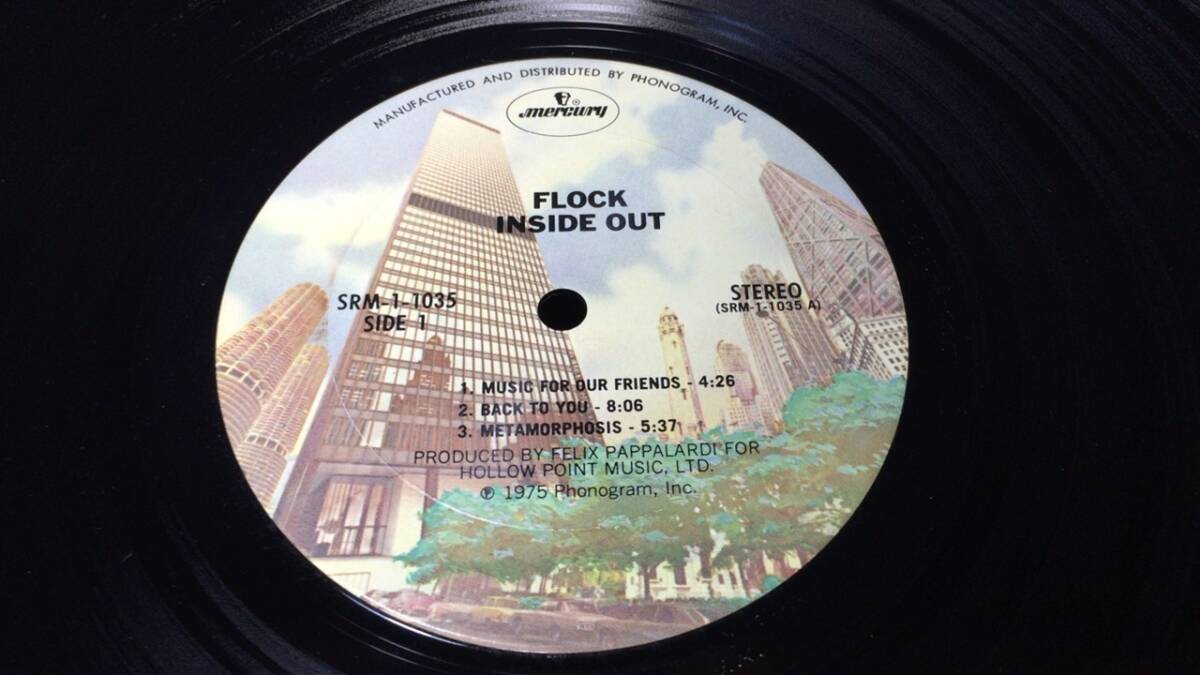 MANUFACTURED AND DISTRIBUTED BY PHONOGRAM, INC.
mercury ®
FLOCK
INSIDE OUT
SRM-1-1035
SIDE 1
STEREO
(SRM-1-1035 A)
1. MUSIC FOR OUR FRIENDS - 4:26
2. BACK TO YOU - 8:06
3. METAMORPHOSIS - 5:37
PRODUCED BY FELIX PAPPALARDI FOR
HOLLOW POINT MUSIC, LTD.
℗ 1975 Phonogram, Inc.